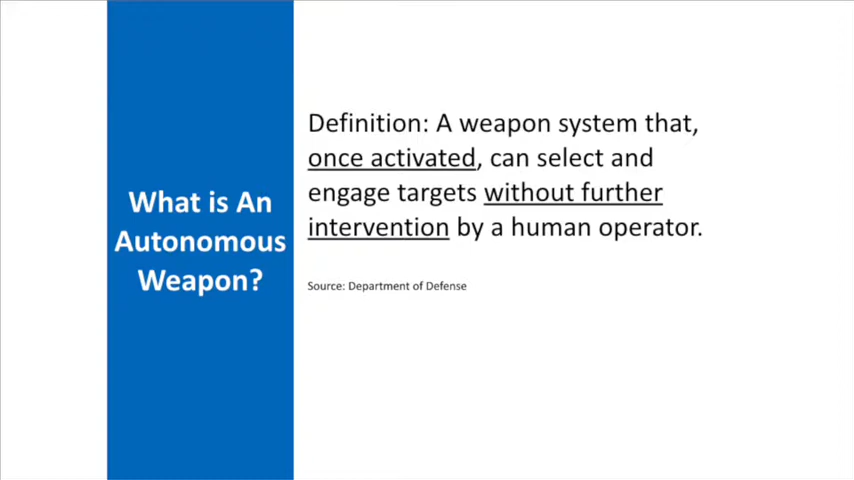 What is An
Autonomous
Weapon?
Definition: A weapon system that,
once activated, can select and
engage targets without further
intervention by a human operator.
Source: Department of Defense